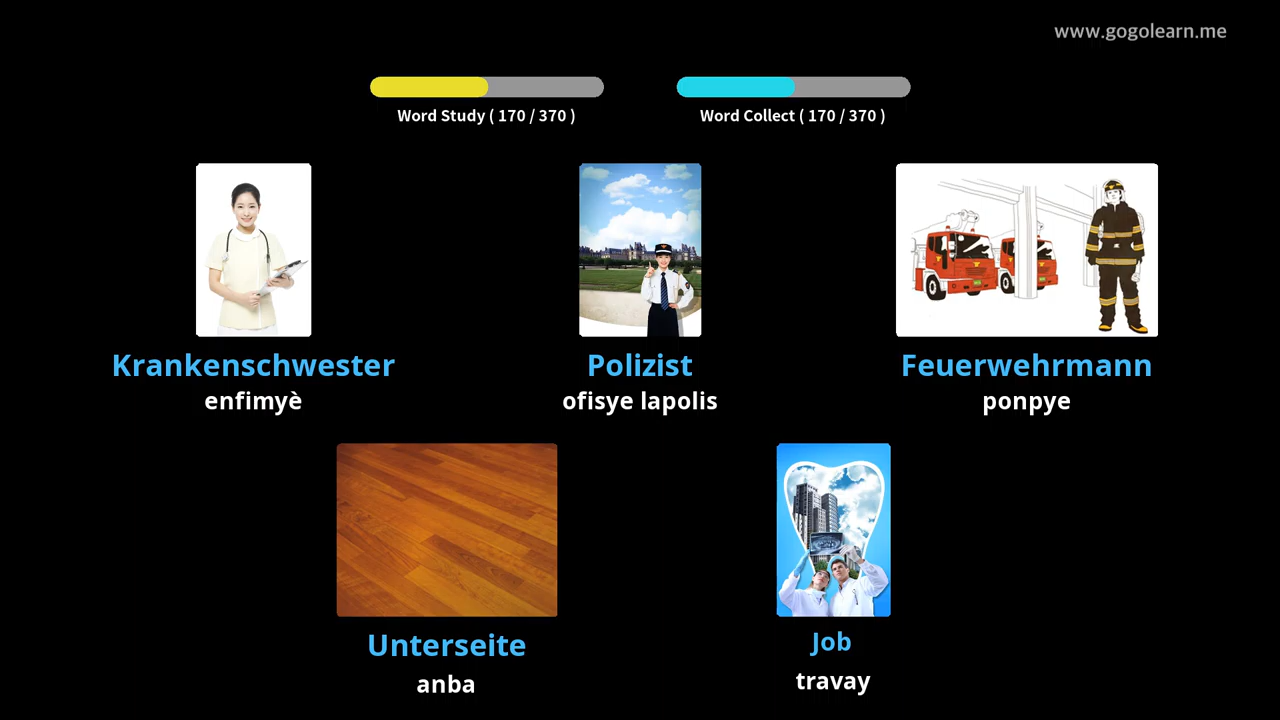 www.gogolearn.me
Word Study ( 170 / 370 )
Word Collect ( 170 / 370 )
Krankenschwester
enfimyè
Polizist
ofisye lapolis
Feuerwehrmann
ponpye
Unterseite
anba
Job
travay